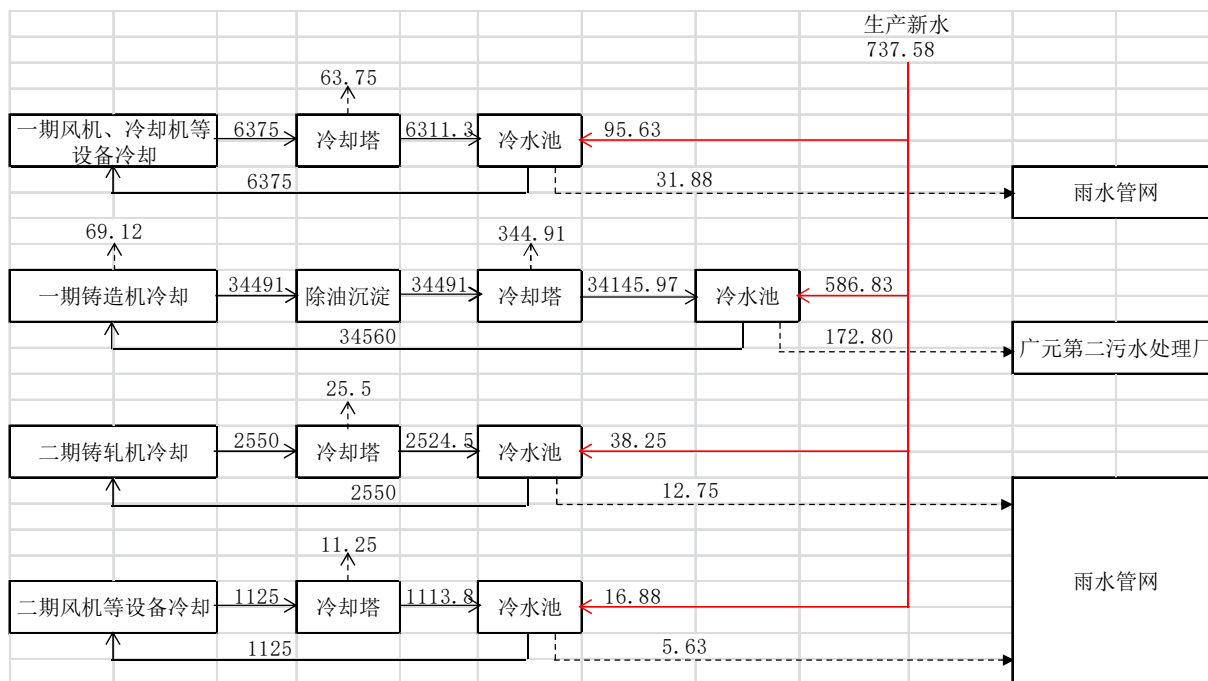 生产新水
737.58
63.75
一期风机、冷却机等
设备冷却
6375
冷却塔
6311.3
冷水池
95.63
6375
31.88
雨水管网
69.12
344.91
一期铸造机冷却
34491
除油沉淀
34491
冷却塔
34145.97
冷水池
586.83
34560
172.80
广元第二污水处理厂
25.5
二期铸轧机冷却
2550
冷却塔
2524.5
冷水池
38.25
2550
12.75
11.25
二期风机等设备冷却
1125
冷却塔
1113.8
冷水池
16.88
雨水管网
1125
5.63